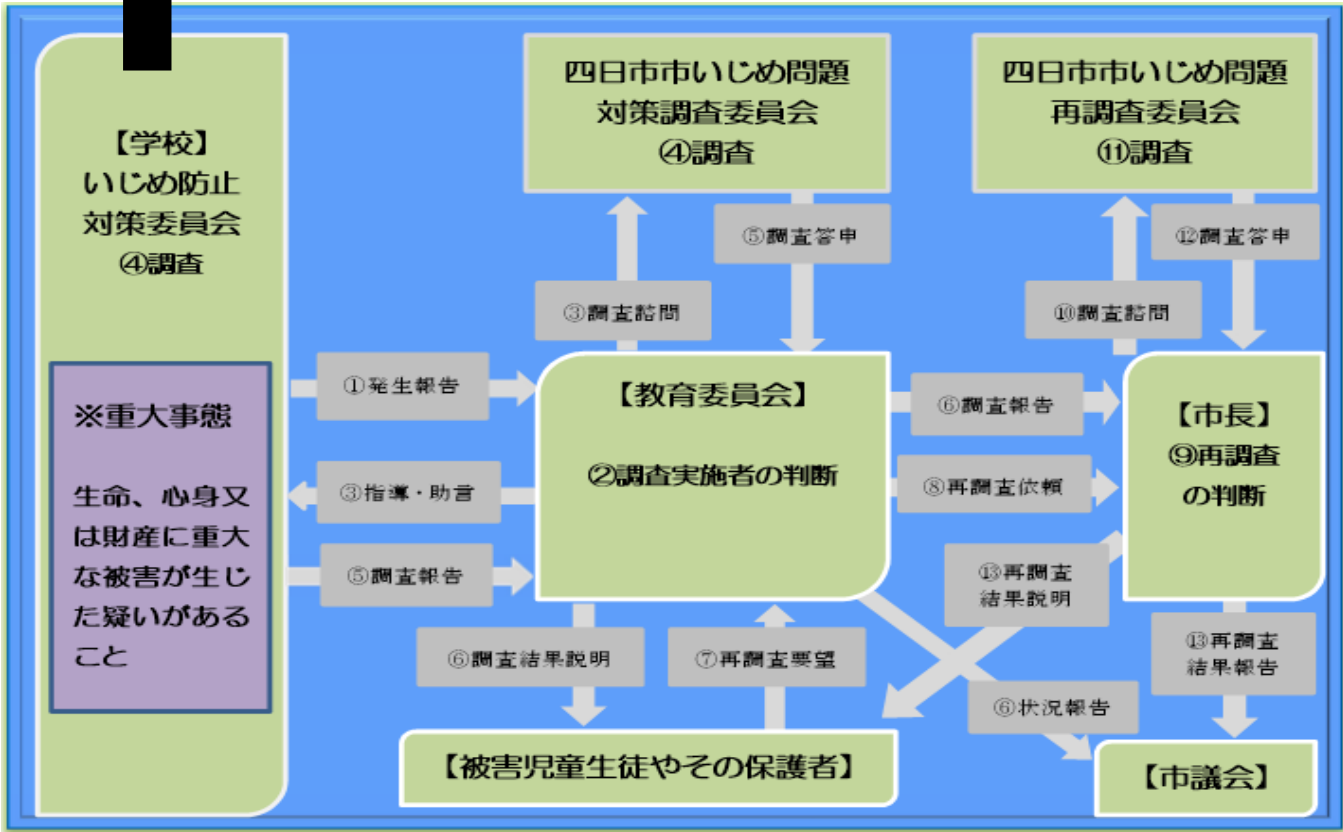 【学校】
いじめ防止
対策委員会
④調査
※重大事態
生命、心身又
は財産に重大
な被害が生じ
た疑いがある
こと
四日市市いじめ問題
対策調査委員会
④調査
四日市市いじめ問題
再調査委員会
⑪調査
③調査諮問
⑤調査答申
⑩調査諮問
⑫調査答申
①発生報告
③指導・助言
⑤調査報告
【教育委員会】
②調査実施者の判断
⑥調査報告
⑧再調査依頼
【市長】
⑨再調査
の判断
⑥調査結果説明
⑦再調査要望
⑬再調査
結果説明
⑥状況報告
⑬再調査
結果報告
【被害児童生徒やその保護者】
【市議会】